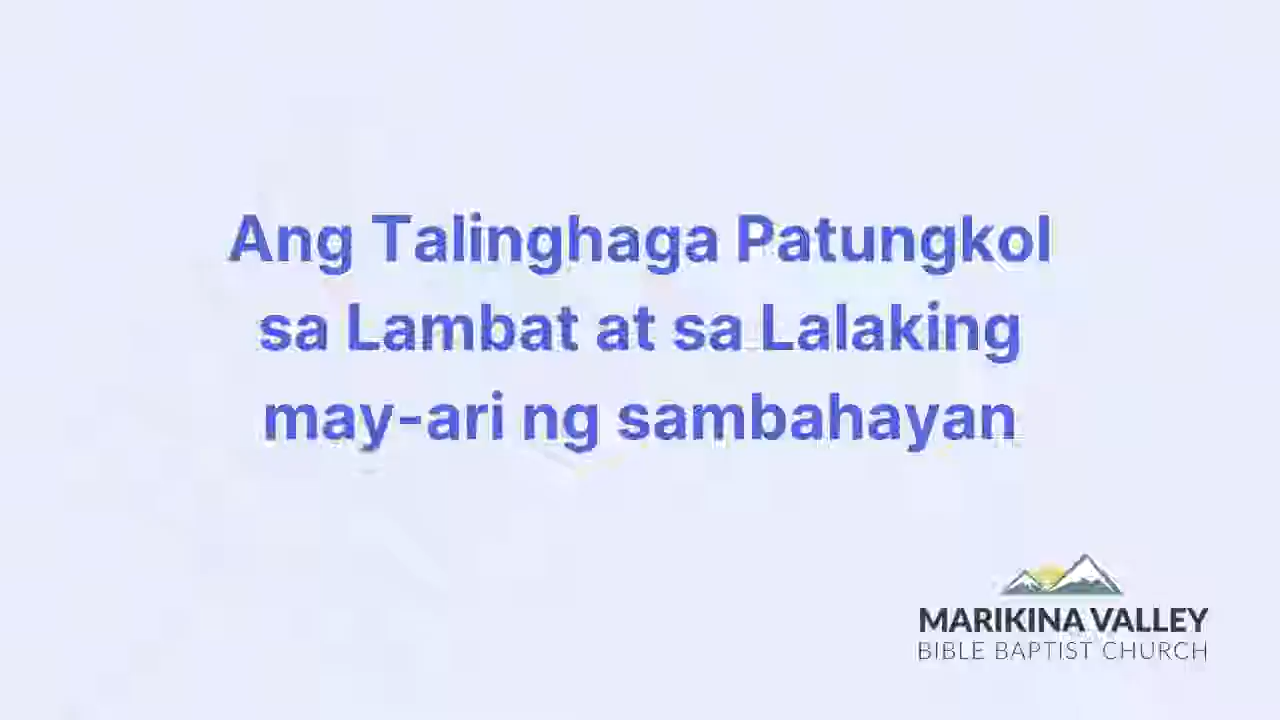 Ang Talinghaga Patungkol
sa Lambat at sa Lalaking
may-ari ng sambahayan
MARIKINA VALLEY
BIBLE BAPTIST CHURCH